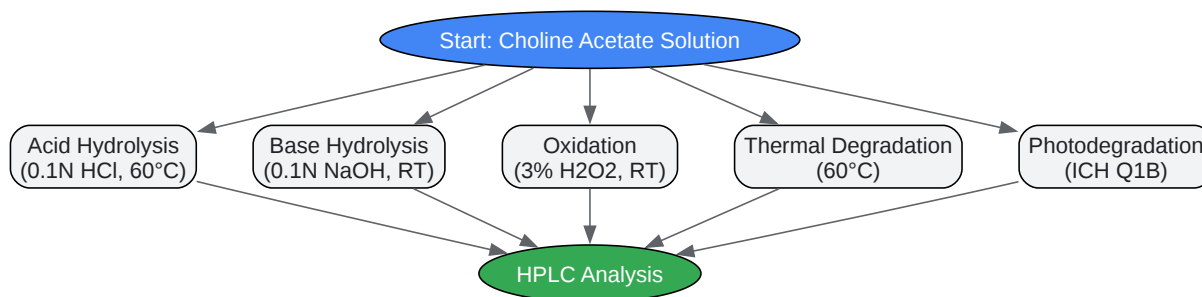 Start: Choline Acetate Solution
Acid Hydrolysis
(0.1N HCl, 60°C)
Base Hydrolysis
(0.1N NaOH, RT)
Oxidation
(3% H2O2, RT)
Thermal Degradation
(60°C)
Photodegradation
(ICH Q1B)
HPLC Analysis